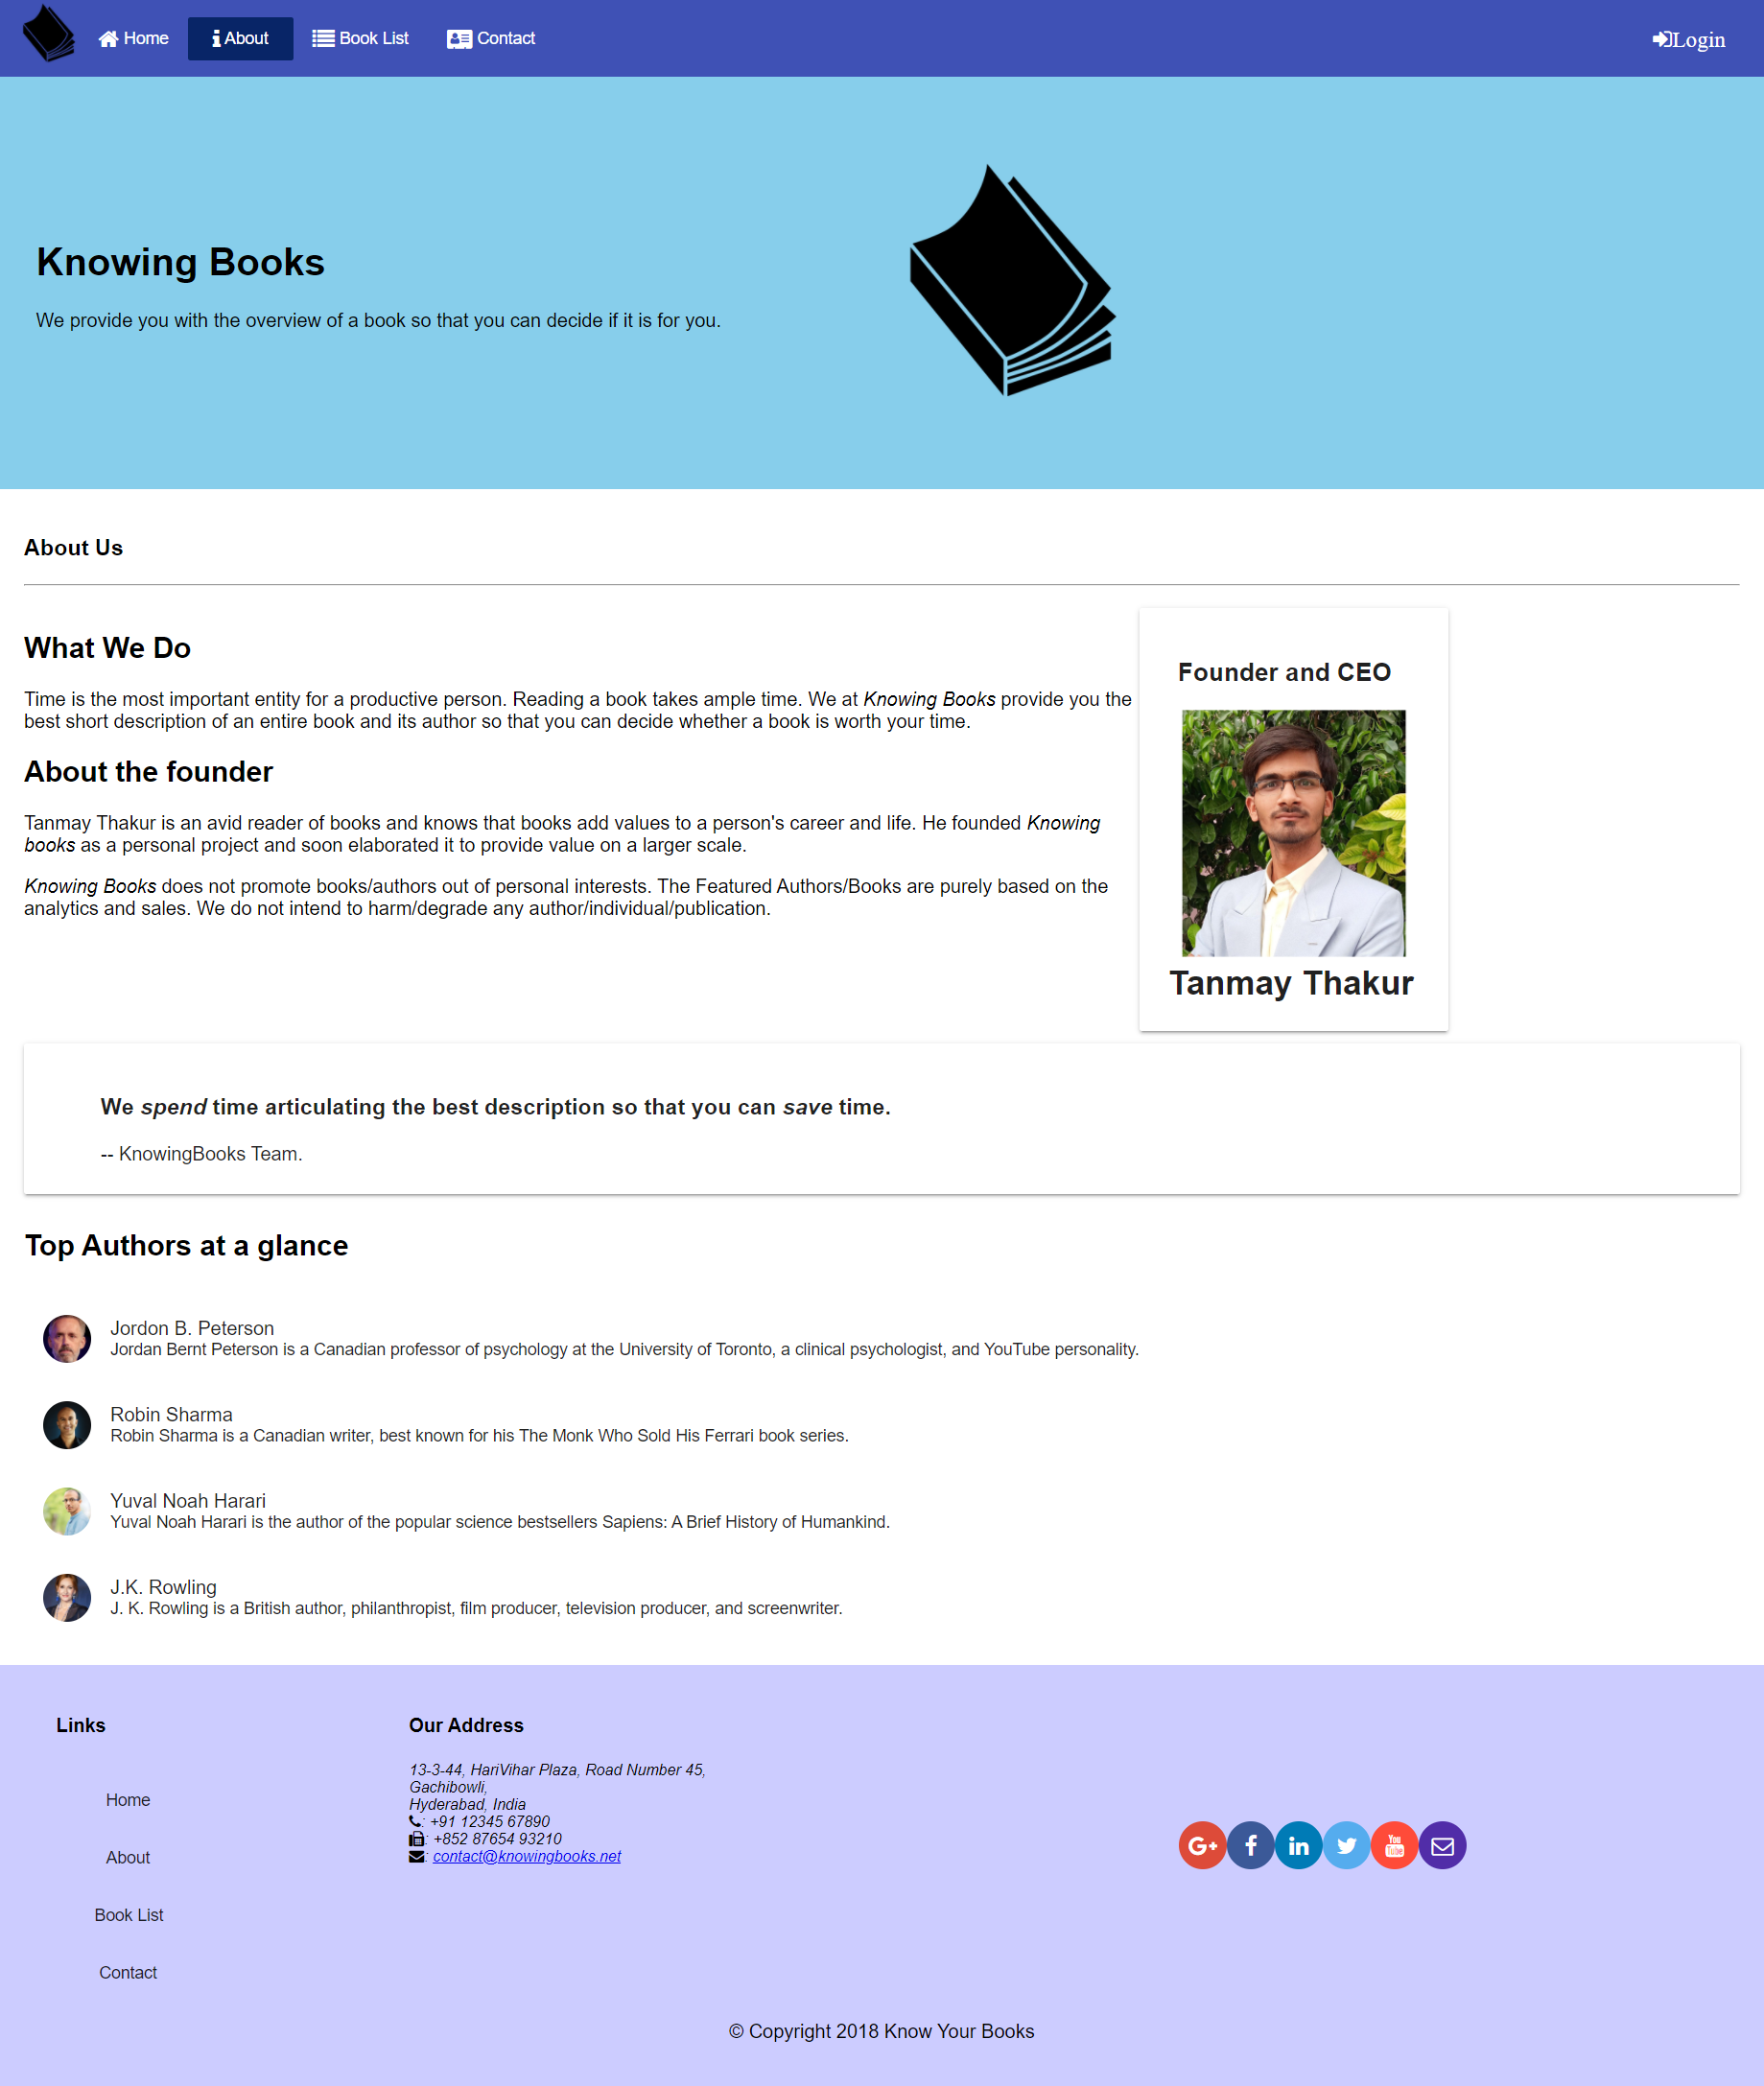 Home
About
Book List
Contact
Login
Knowing Books
We provide you with the overview of a book so that you can decide if it is for you.
About Us
What We Do
Time is the most important entity for a productive person. Reading a book takes ample time. We at Knowing Books provide you the
best short description of an entire book and its author so that you can decide whether a book is worth your time.
About the founder
Tanmay Thakur is an avid reader of books and knows that books add values to a person's career and life. He founded Knowing
books as a personal project and soon elaborated it to provide value on a larger scale.
Knowing Books does not promote books/authors out of personal interests. The Featured Authors/Books are purely based on the
analytics and sales. We do not intend to harm/degrade any author/individual/publication.
Founder and CEO
Tanmay Thakur
We spend time articulating the best description so that you can save time.
-- KnowingBooks Team.
Top Authors at a glance
Jordon B. Peterson
Jordan Bernt Peterson is a Canadian professor of psychology at the University of Toronto, a clinical psychologist, and YouTube personality.
Robin Sharma
Robin Sharma is a Canadian writer, best known for his The Monk Who Sold His Ferrari book series.
Yuval Noah Harari
Yuval Noah Harari is the author of the popular science bestsellers Sapiens: A Brief History of Humankind.
J.K. Rowling
J. K. Rowling is a British author, philanthropist, film producer, television producer, and screenwriter.
Links
Home
About
Book List
Contact
Our Address
13-3-44, HariVihar Plaza, Road Number 45,
Gachibowli,
Hyderabad, India
: +91 12345 67890
: +852 87654 93210
: contact@knowingbooks.net
G+ f in You Tube
© Copyright 2018 Know Your Books